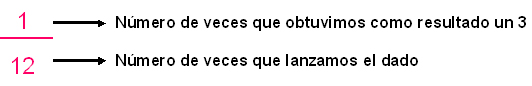 1 Número de veces que obtuvimos como resultado un 3
12 Número de veces que lanzamos el dado